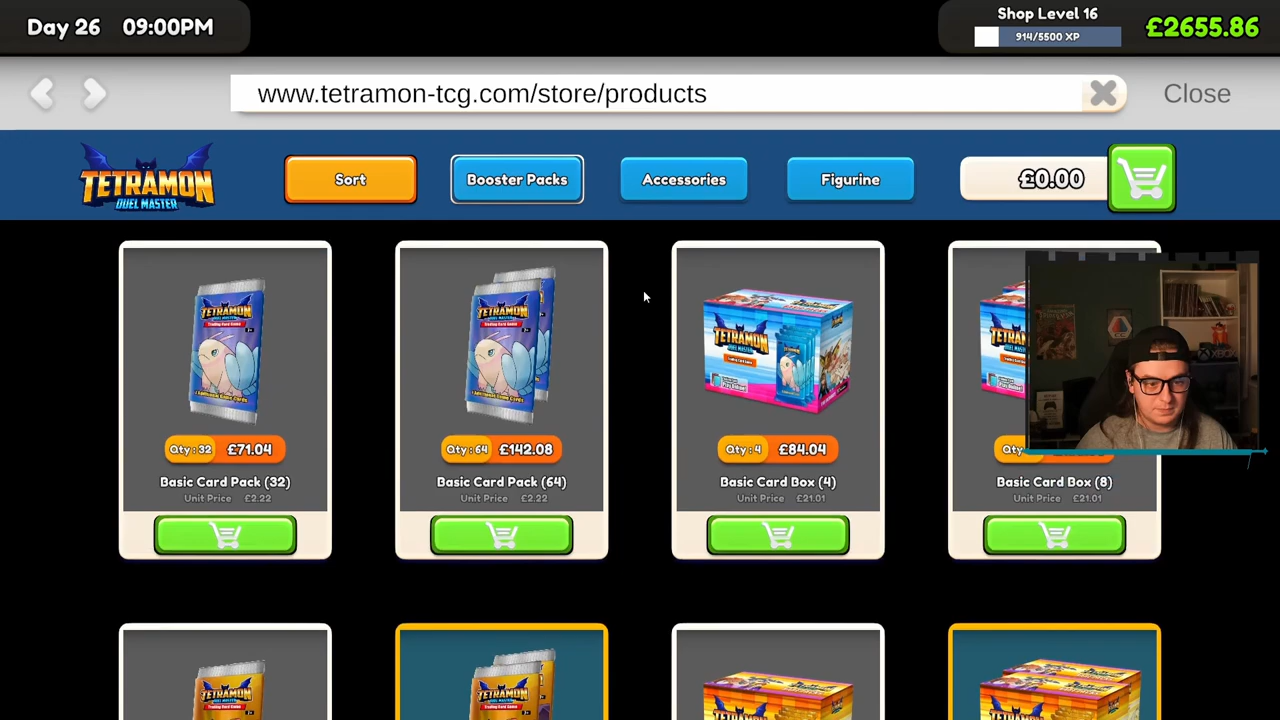 Day 26 09:00PM
Shop Level 16
914/5500 XP
£2655.86
www.tetramon-tcg.com/store/products
Close
TETRAMON
DUEL MASTER
Sort
Booster Packs
Accessories
Figurine
£0.00
Qty : 32 £71.04
Basic Card Pack (32)
Unit Price £2.22
Qty : 64 £142.08
Basic Card Pack (64)
Unit Price £2.22
Qty : 4 £84.04
Basic Card Box (4)
Unit Price £21.01
Basic Card Box (8)
Unit Price £21.01